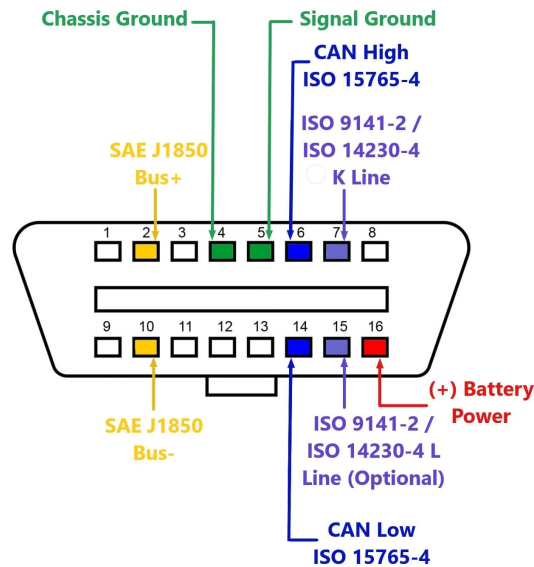 Chassis Ground
Signal Ground
CAN High
ISO 15765-4
ISO 9141-2 /
ISO 14230-4
K Line
SAE J1850
Bus+
1 2 3 4 5 6 7 8
9 10 11 12 13 14 15 16
(+) Battery
Power
SAE J1850
Bus-
ISO 9141-2 /
ISO 14230-4 L
Line (Optional)
CAN Low
ISO 15765-4